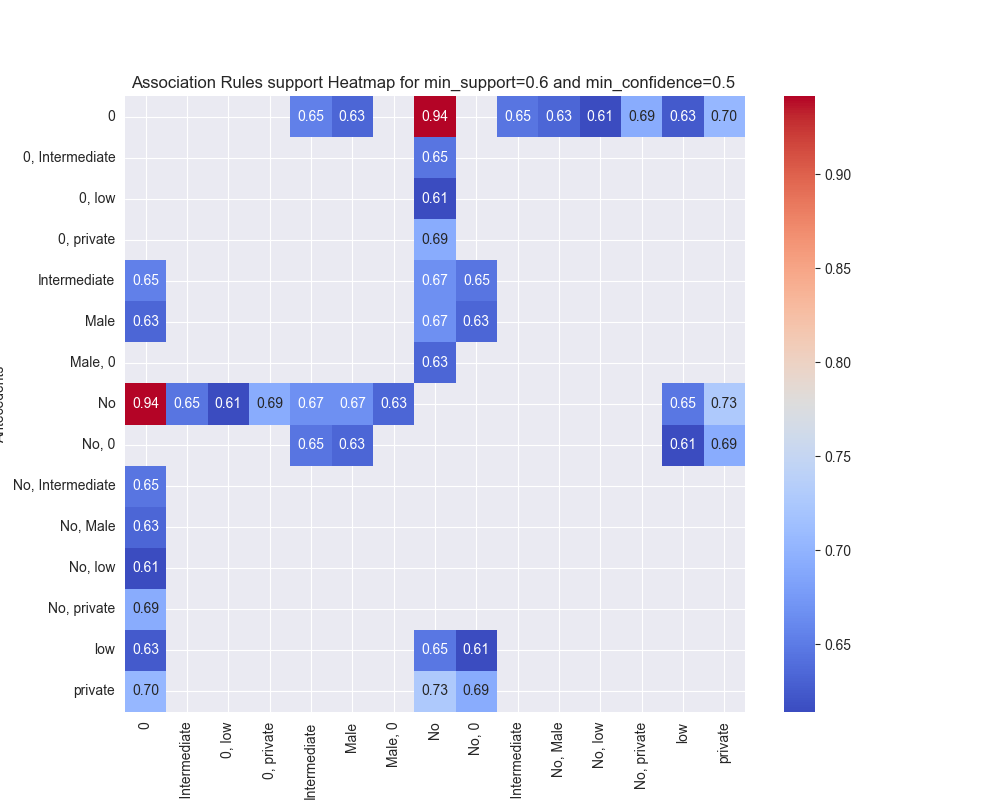 Association Rules support Heatmap for min_support=0.6 and min_confidence=0.5
0 0.65 0.63 0.94 0.65 0.63 0.61 0.69 0.63 0.70
0, Intermediate 0.65
0, low 0.61
0, private 0.69
Intermediate 0.65 0.67 0.65
Male 0.63 0.67 0.63
Male, 0 0.63
No 0.94 0.65 0.61 0.69 0.67 0.67 0.63 0.65 0.73
No, 0 0.65 0.63 0.61 0.69
No, Intermediate 0.65
No, Male 0.63
No, low 0.61
No, private 0.69
low 0.63 0.65 0.61
private 0.70 0.73 0.69
0
Intermediate
0, low
0, private
Intermediate
Male
Male, 0
No
No, 0
Intermediate
No, Male
No, low
No, private
low
private
0.90
0.85
0.80
0.75
0.70
0.65